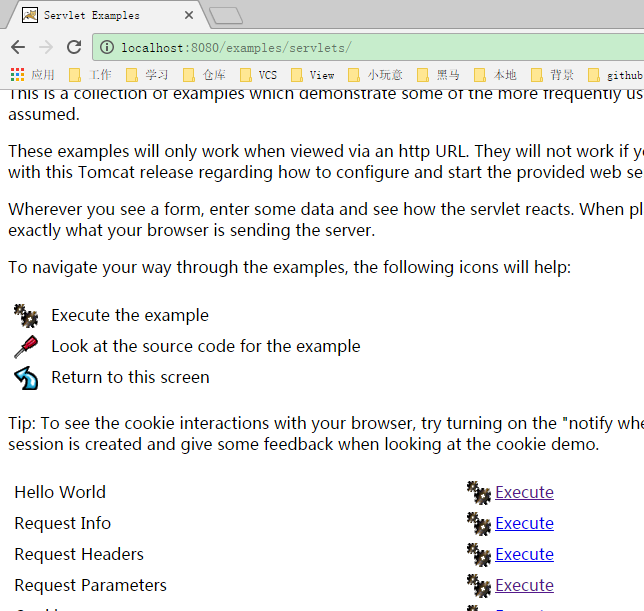 Servlet Examples
localhost:8080/examples/servlets/
应用 工作 学习 仓库 VCS View 小玩意 黑马 本地 背景 github
This is a collection of examples which demonstrate some of the more frequently us
assumed.
These examples will only work when viewed via an http URL. They will not work if yo
with this Tomcat release regarding how to configure and start the provided web se
Wherever you see a form, enter some data and see how the servlet reacts. When pl
exactly what your browser is sending the server.
To navigate your way through the examples, the following icons will help:
Execute the example
Look at the source code for the example
Return to this screen
Tip: To see the cookie interactions with your browser, try turning on the "notify whe
session is created and give some feedback when looking at the cookie demo.
Hello World Execute
Request Info Execute
Request Headers Execute
Request Parameters Execute